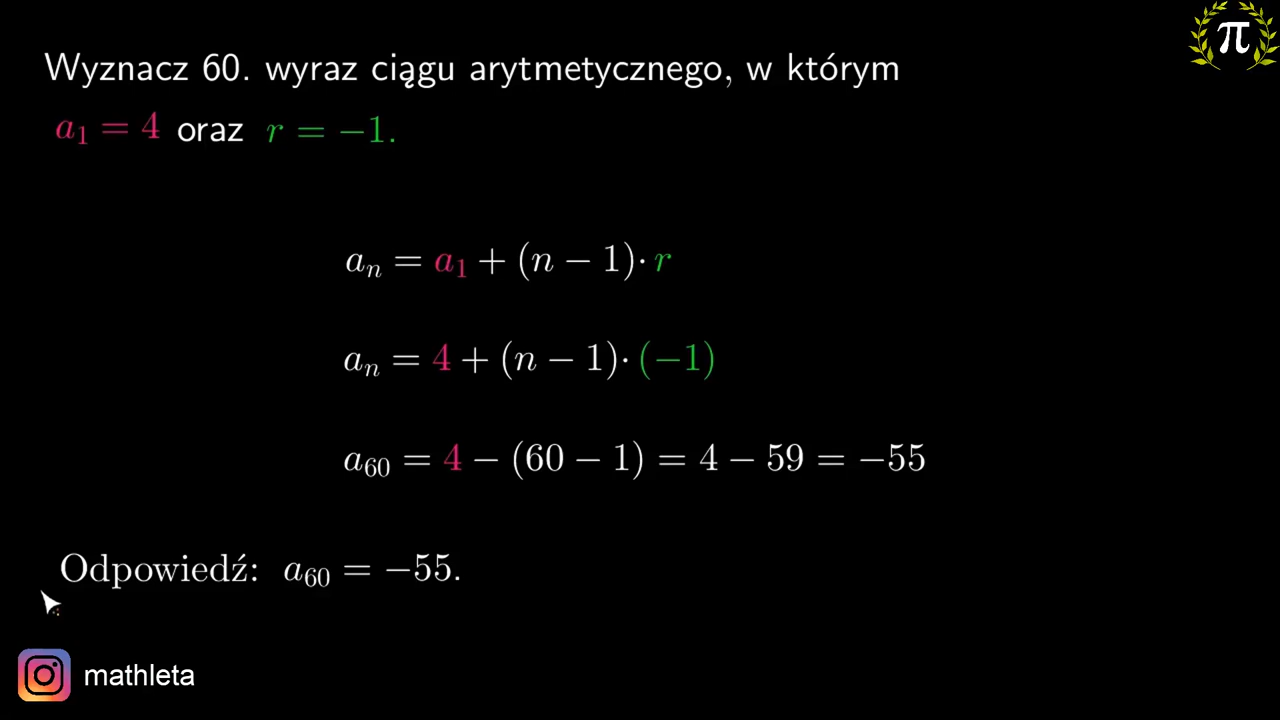 Wyznacz 60. wyraz ciągu arytmetycznego, w którym
a₁ = 4 oraz r = −1.
aₙ = a₁ + (n − 1)· r
aₙ = 4 + (n − 1)· (−1)
a₆₀ = 4 − (60 − 1) = 4 − 59 = −55
Odpowiedź: a₆₀ = −55.
mathleta
π